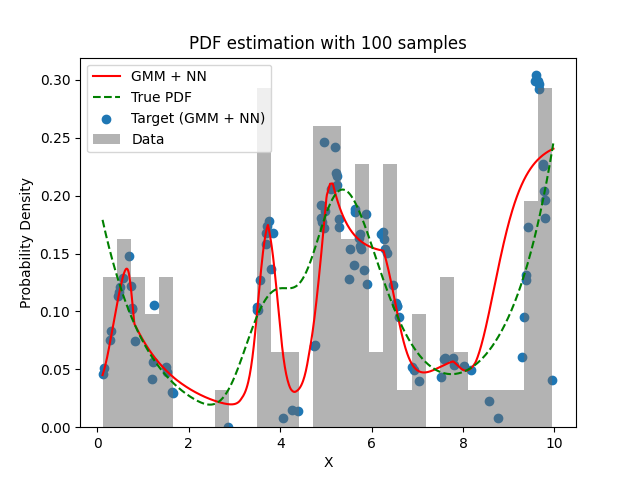 PDF estimation with 100 samples
GMM + NN
True PDF
Target (GMM + NN)
Data
Probability Density
0.30
0.25
0.20
0.15
0.10
0.05
0.00
0 2 4 6 8 10
X